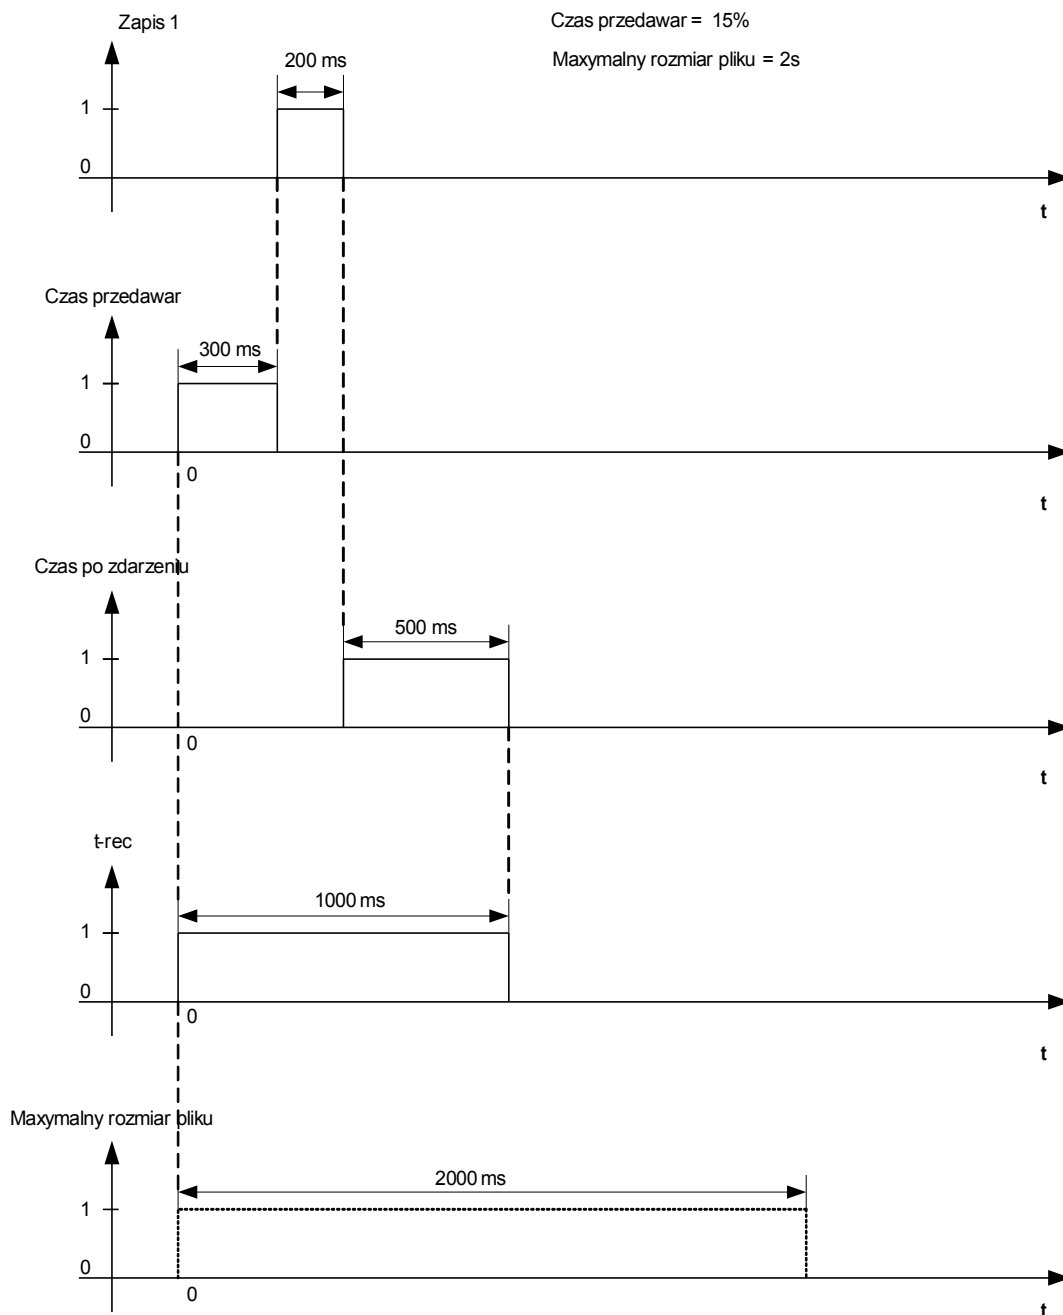 Zapis 1
Czas przedawar = 15%
Maxymalny rozmiar pliku = 2s
200 ms
1
0
t
Czas przedawar
300 ms
1
0
0
t
Czas po zdarzeniu
500 ms
1
0
0
t
t-rec
1000 ms
1
0
0
t
Maxymalny rozmiar pliku
2000 ms
1
0
0
t